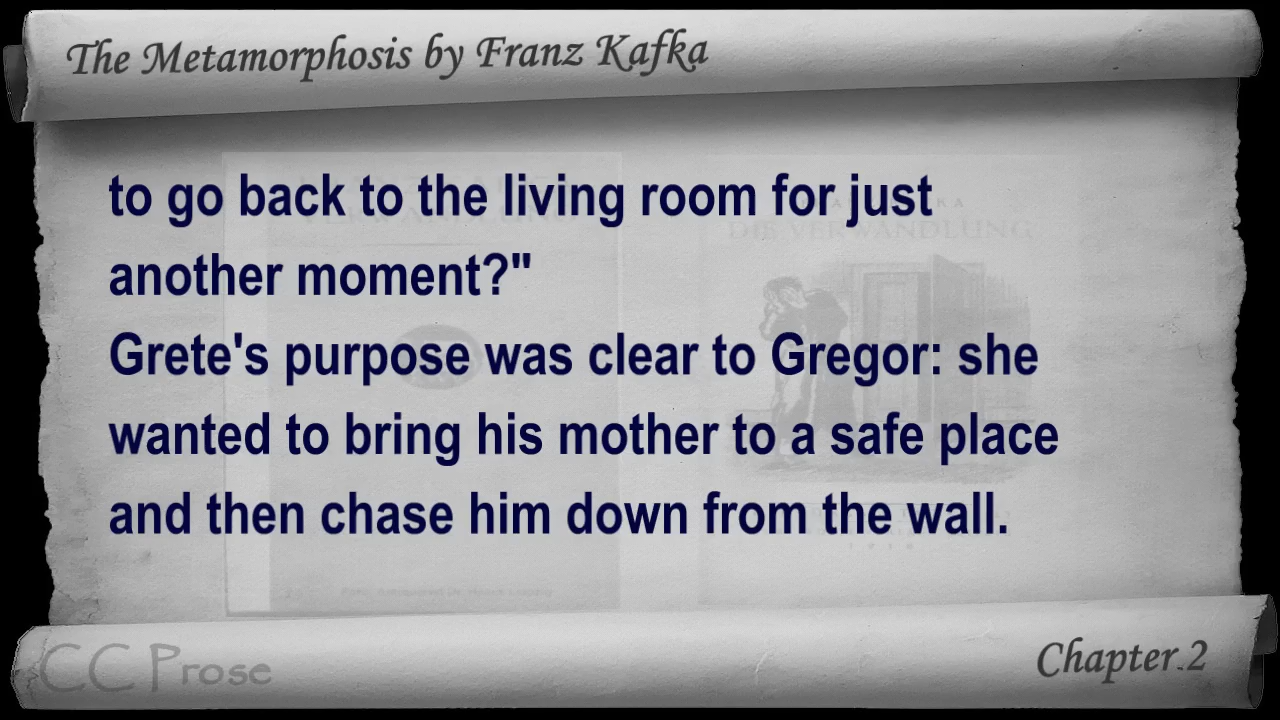 The Metamorphosis by Franz Kafka
to go back to the living room for just
another moment?"
Grete's purpose was clear to Gregor: she
wanted to bring his mother to a safe place
and then chase him down from the wall.
DIE VERWANDLUNG
CC Prose
Chapter 2